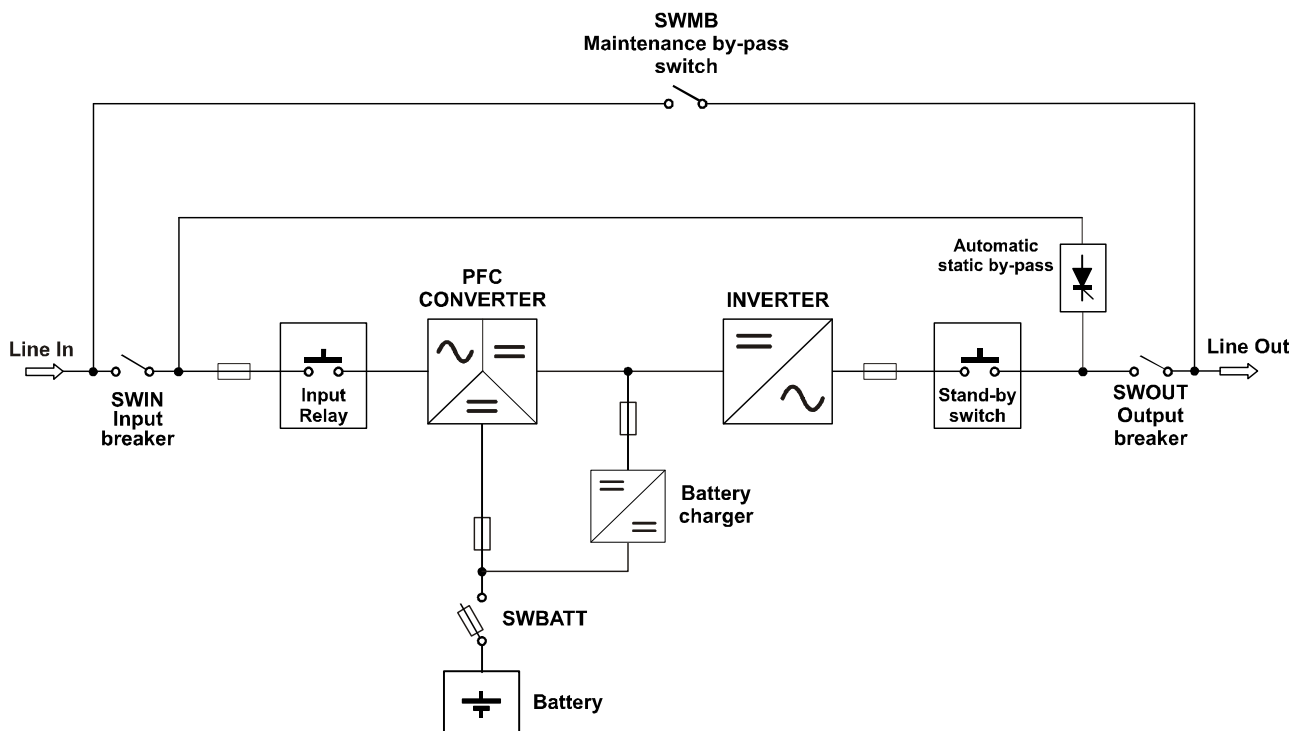 SWMB
Maintenance by-pass
switch
Automatic
static by-pass
PFC
CONVERTER
INVERTER
Line In
Line Out
SWIN
Input
breaker
Input
Relay
Stand-by
switch
SWOUT
Output
breaker
Battery
charger
SWBATT
Battery